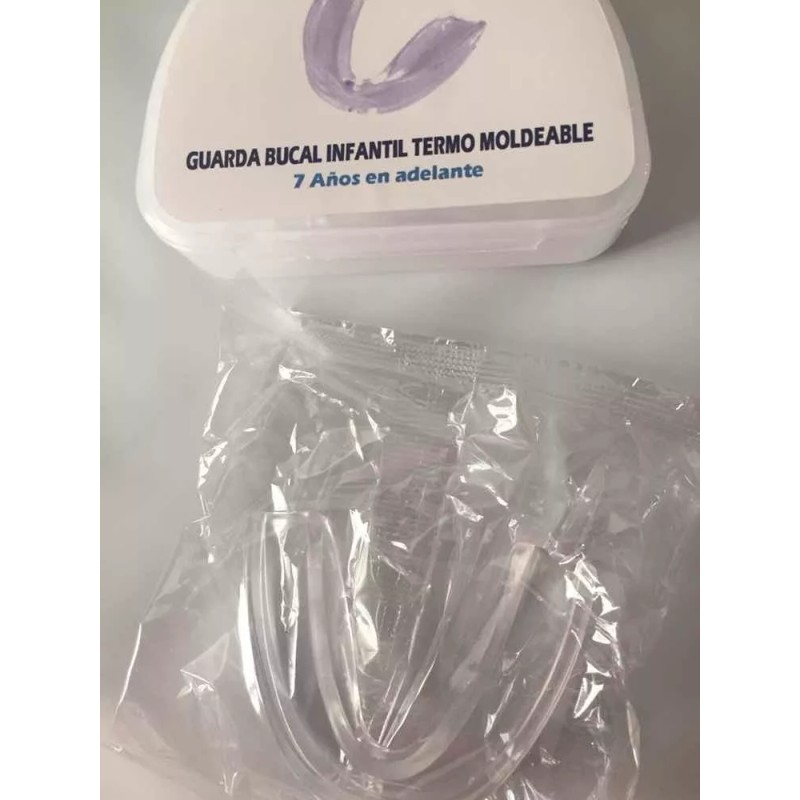 GUARDA BUCAL INFANTIL TERMO MOLDEABLE
7 Años en adelante